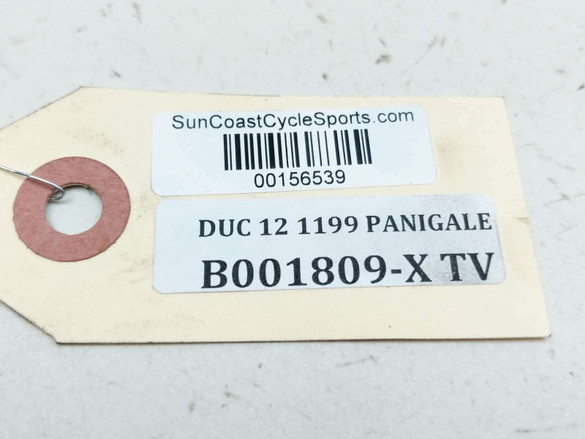 SunCoastCycleSports.com
00156539
DUC 12 1199 PANIGALE
B001809-X TV